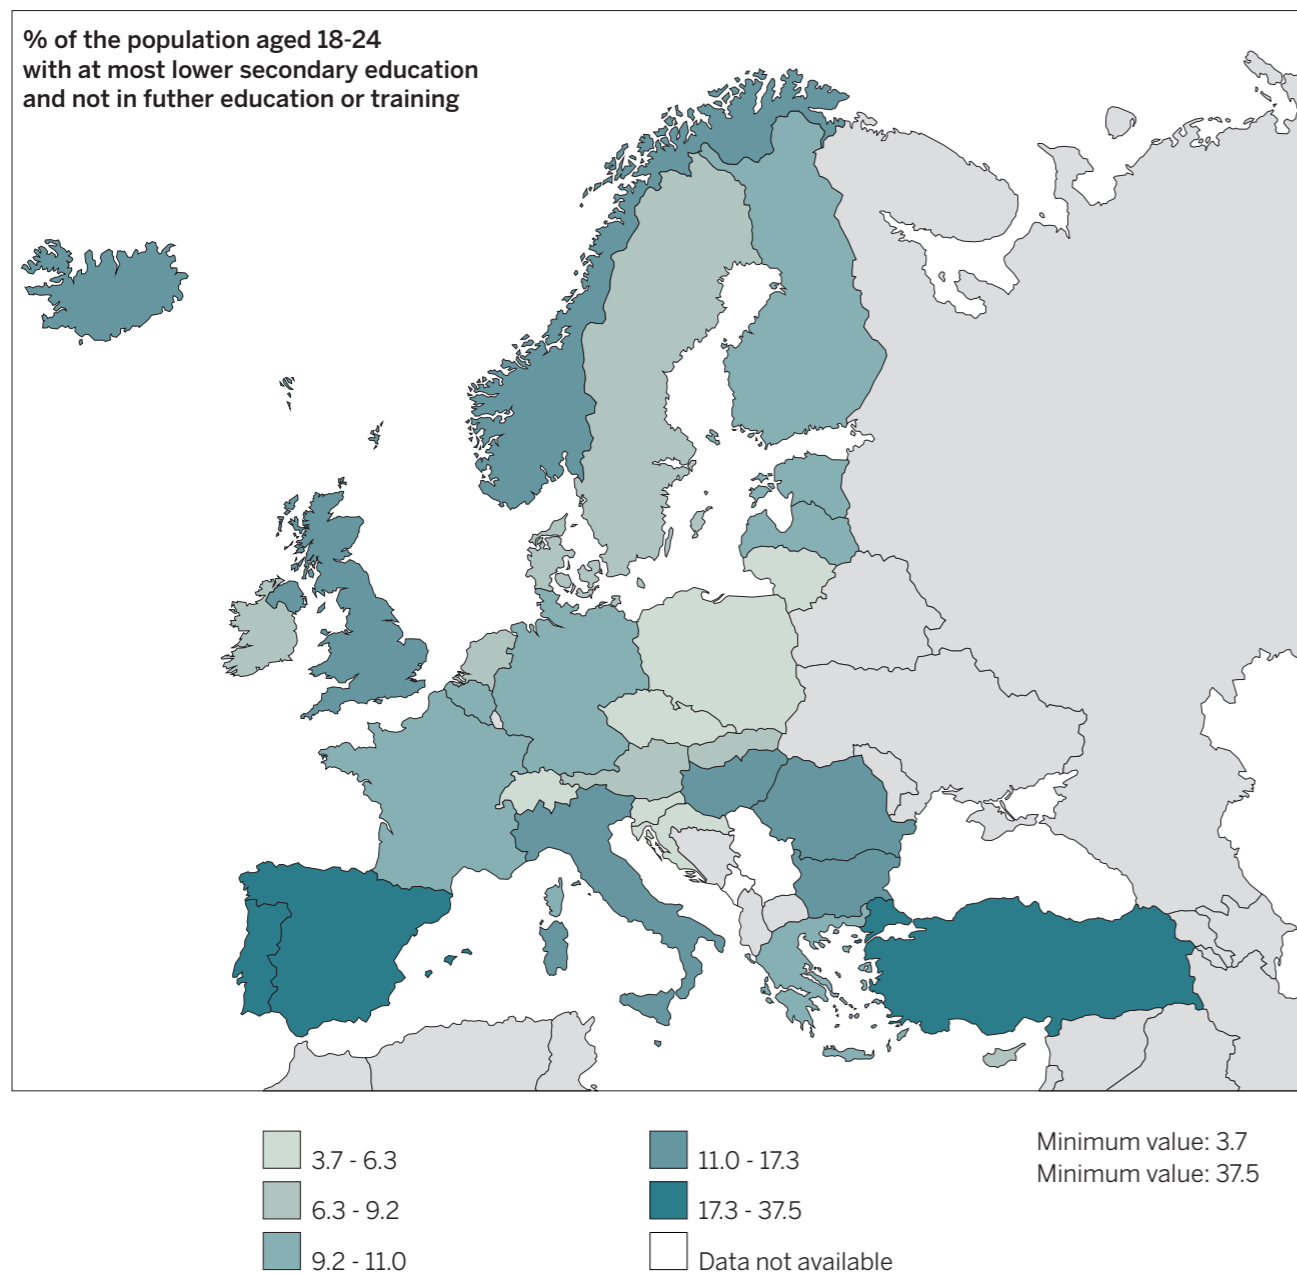 % of the population aged 18-24
with at most lower secondary education
and not in futher education or training
3.7 - 6.3
6.3 - 9.2
9.2 - 11.0
11.0 - 17.3
17.3 - 37.5
Data not available
Minimum value: 3.7
Minimum value: 37.5